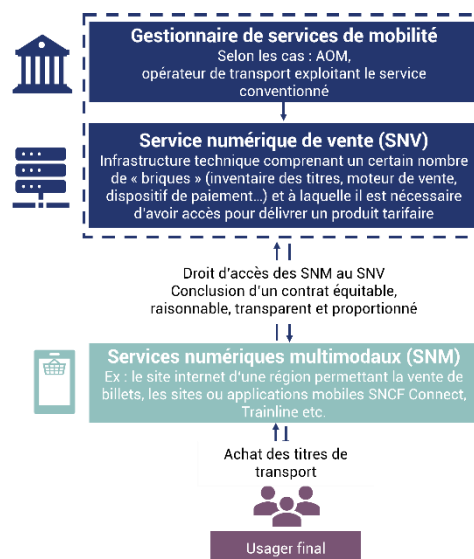 Gestionnaire de services de mobilité
Selon les cas : AOM,
opérateur de transport exploitant le service
conventionné
Service numérique de vente (SNV)
Infrastructure technique comprenant un certain nombre
de « briques » (inventaire des titres, moteur de vente,
dispositif de paiement…) et à laquelle il est nécessaire
d'avoir accès pour délivrer un produit tarifaire
Droit d'accès des SNM au SNV
Conclusion d'un contrat équitable,
raisonnable, transparent et proportionné
Services numériques multimodaux (SNM)
Ex : le site internet d'une région permettant la vente de
billets, les sites ou applications mobiles SNCF Connect,
Trainline etc.
Achat des titres de
transport
Usager final